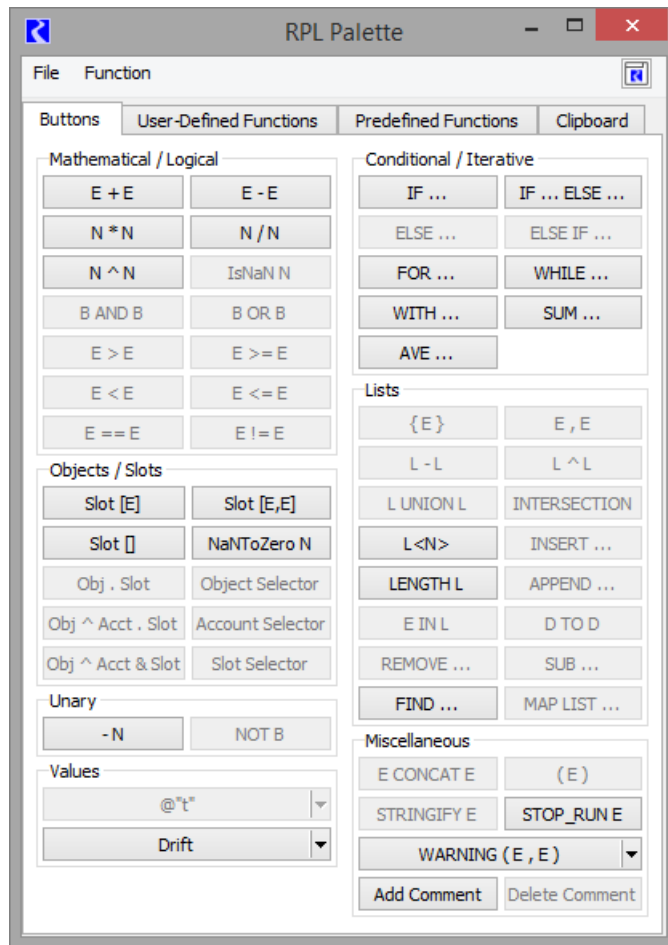 RPL Palette
File Function
Buttons User-Defined Functions Predefined Functions Clipboard
Mathematical / Logical
E + E E - E
N * N N / N
N ^ N IsNaN N
B AND B B OR B
E > E E >= E
E < E E <= E
E == E E != E
Objects / Slots
Slot [E] Slot [E,E]
Slot [] NaNToZero N
Obj . Slot Object Selector
Obj ^ Acct . Slot Account Selector
Obj ^ Acct & Slot Slot Selector
Unary
- N NOT B
Values
@"t"
Drift
Conditional / Iterative
IF ... IF ... ELSE ...
ELSE ... ELSE IF ...
FOR ... WHILE ...
WITH ... SUM ...
AVE ...
Lists
{ E } E , E
L - L L ^ L
L UNION L INTERSECTION
L<N> INSERT ...
LENGTH L APPEND ...
E IN L D TO D
REMOVE ... SUB ...
FIND ... MAP LIST ...
Miscellaneous
E CONCAT E ( E )
STRINGIFY E STOP_RUN E
WARNING ( E , E )
Add Comment Delete Comment